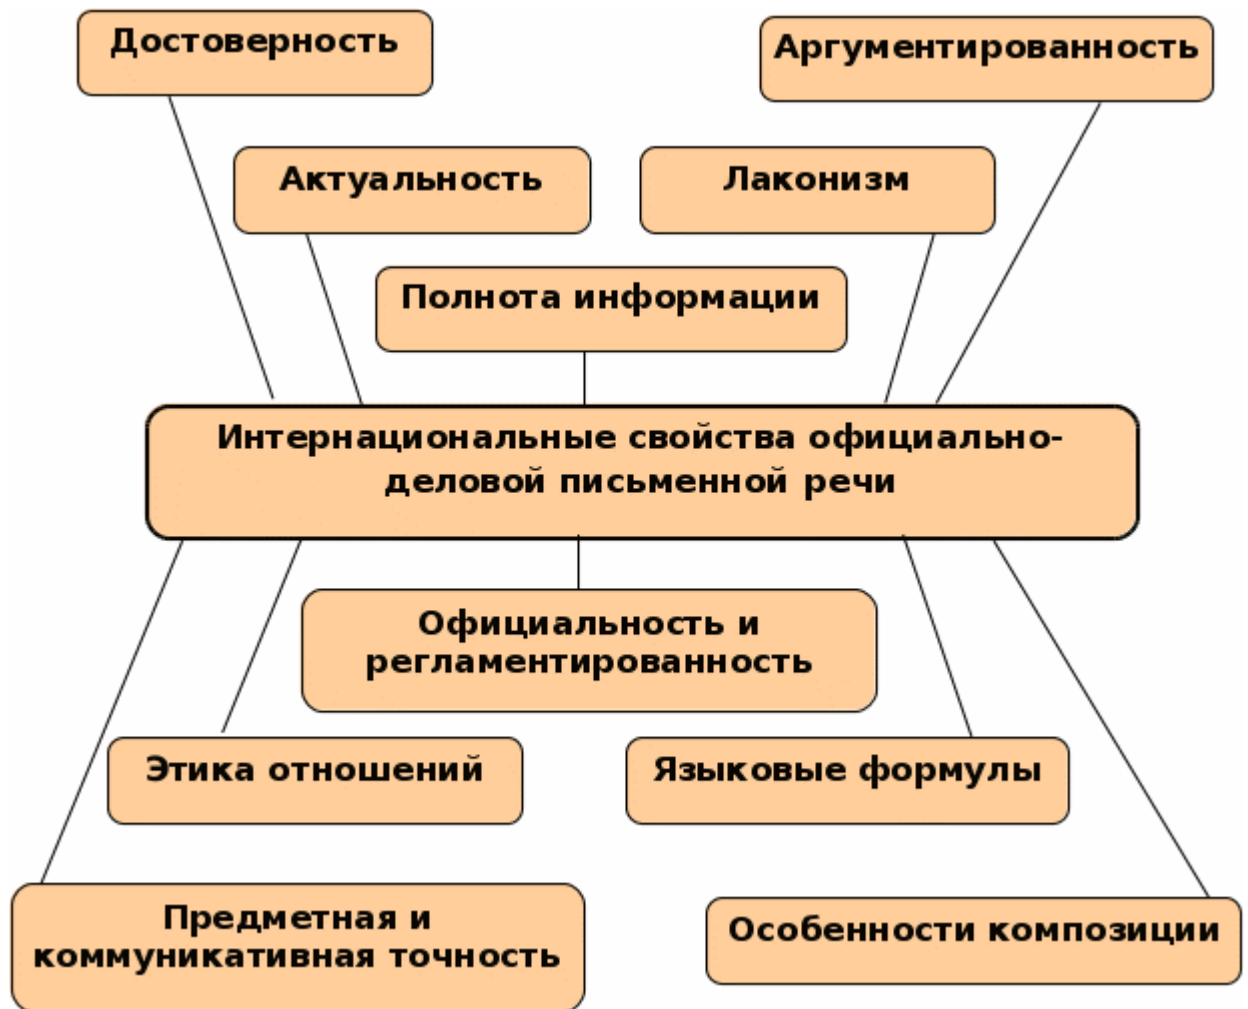 Достоверность
Аргументированность
Актуальность
Лаконизм
Полнота информации
Интернациональные свойства официально-
деловой письменной речи
Официальность и
регламентированность
Этика отношений
Языковые формулы
Предметная и
коммуникативная точность
Особенности композиции